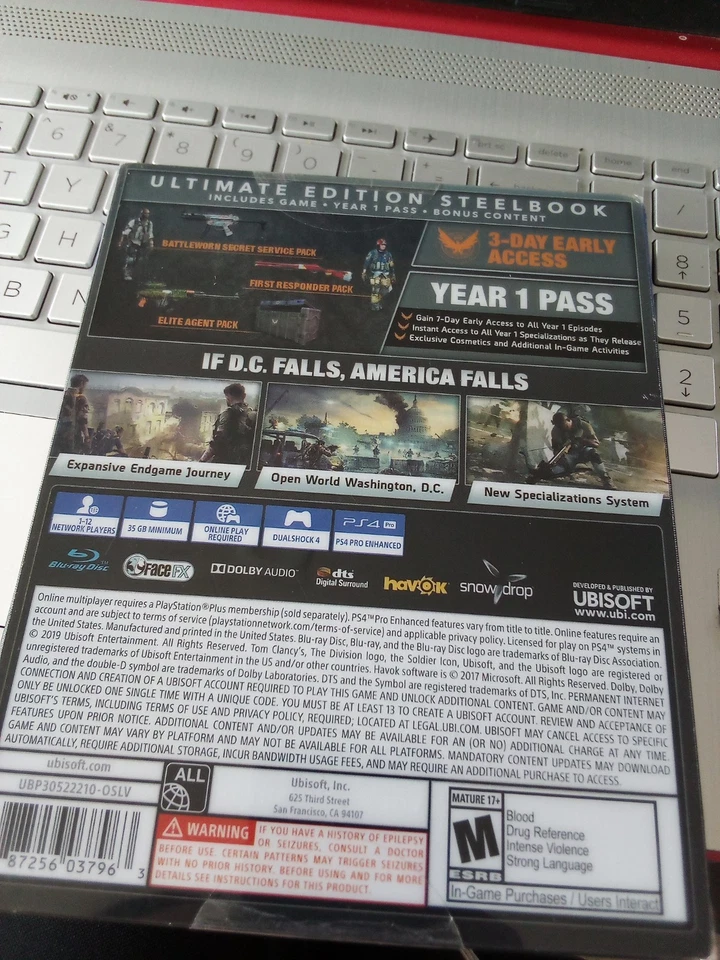 6
&
7
*
8
(
9
)
0
-
+
=
prt sc
delete
home
end
T
Y
G
H
B
N
/
8
5
2
ULTIMATE EDITION STEELBOOK
INCLUDES GAME • YEAR 1 PASS • BONUS CONTENT
BATTLEWORN SECRET SERVICE PACK
FIRST RESPONDER PACK
ELITE AGENT PACK
3-DAY EARLY
ACCESS
YEAR 1 PASS
Gain 7-Day Early Access to All Year 1 Episodes
Instant Access to All Year 1 Specializations as They Release
Exclusive Cosmetics and Additional In-Game Activities
IF D.C. FALLS, AMERICA FALLS
Expansive Endgame Journey
Open World Washington, D.C.
New Specializations System
1-12
NETWORK PLAYERS
35 GB MINIMUM
ONLINE PLAY
REQUIRED
DUALSHOCK 4
PS4 Pro
PS4 PRO ENHANCED
Blu-ray Disc
FaceFX
DOLBY AUDIO™
dts
Digital Surround
havok
snowdrop
DEVELOPED & PUBLISHED BY
UBISOFT
www.ubi.com
Online multiplayer requires a PlayStation®Plus membership (sold separately). PS4™Pro Enhanced features vary from title to title. Online features require an
account and are subject to terms of service (playstationnetwork.com/terms-of-service) and applicable privacy policy. Licensed for play on PS4™ systems in
the United States. Manufactured and printed in the United States. Blu-ray Disc, Blu-ray, and the Blu-ray Disc logo are trademarks of Blu-ray Disc Association.
© 2019 Ubisoft Entertainment. All Rights Reserved. Tom Clancy's, The Division logo, the Soldier Icon, Ubisoft, and the Ubisoft logo are registered or
unregistered trademarks of Ubisoft Entertainment in the US and/or other countries. Havok software is © 2017 Microsoft. All Rights Reserved. Dolby, Dolby
Audio, and the double-D symbol are trademarks of Dolby Laboratories. DTS and the Symbol are registered trademarks of DTS, Inc. PERMANENT INTERNET
CONNECTION AND CREATION OF A UBISOFT ACCOUNT REQUIRED TO PLAY THIS GAME AND UNLOCK ADDITIONAL CONTENT. GAME AND/OR CONTENT MAY
ONLY BE UNLOCKED ONE SINGLE TIME WITH A UNIQUE CODE. YOU MUST BE AT LEAST 13 TO CREATE A UBISOFT ACCOUNT. REVIEW AND ACCEPTANCE OF
UBISOFT'S TERMS, INCLUDING TERMS OF USE AND PRIVACY POLICY, REQUIRED; LOCATED AT LEGAL.UBI.COM. UBISOFT MAY CANCEL ACCESS TO SPECIFIC
FEATURES UPON PRIOR NOTICE. ADDITIONAL CONTENT AND/OR UPDATES MAY BE AVAILABLE FOR AN (OR NO) ADDITIONAL CHARGE AT ANY TIME.
GAME AND CONTENT MAY VARY BY PLATFORM AND MAY NOT BE AVAILABLE FOR ALL PLATFORMS. MANDATORY CONTENT UPDATES MAY DOWNLOAD
AUTOMATICALLY, REQUIRE ADDITIONAL STORAGE, INCUR BANDWIDTH USAGE FEES, AND MAY REQUIRE AN ADDITIONAL PURCHASE TO ACCESS.
ubisoft.com
UBP30522210-OSLV
ALL
Ubisoft, Inc.
625 Third Street
San Francisco, CA 94107
87256 03796 3
WARNING IF YOU HAVE A HISTORY OF EPILEPSY
OR SEIZURES, CONSULT A DOCTOR
BEFORE USE. CERTAIN PATTERNS MAY TRIGGER SEIZURES
WITH NO PRIOR HISTORY. BEFORE USING AND FOR MORE
DETAILS SEE INSTRUCTIONS FOR THIS PRODUCT.
MATURE 17+
M
ESRB
Blood
Drug Reference
Intense Violence
Strong Language
In-Game Purchases / Users Interact